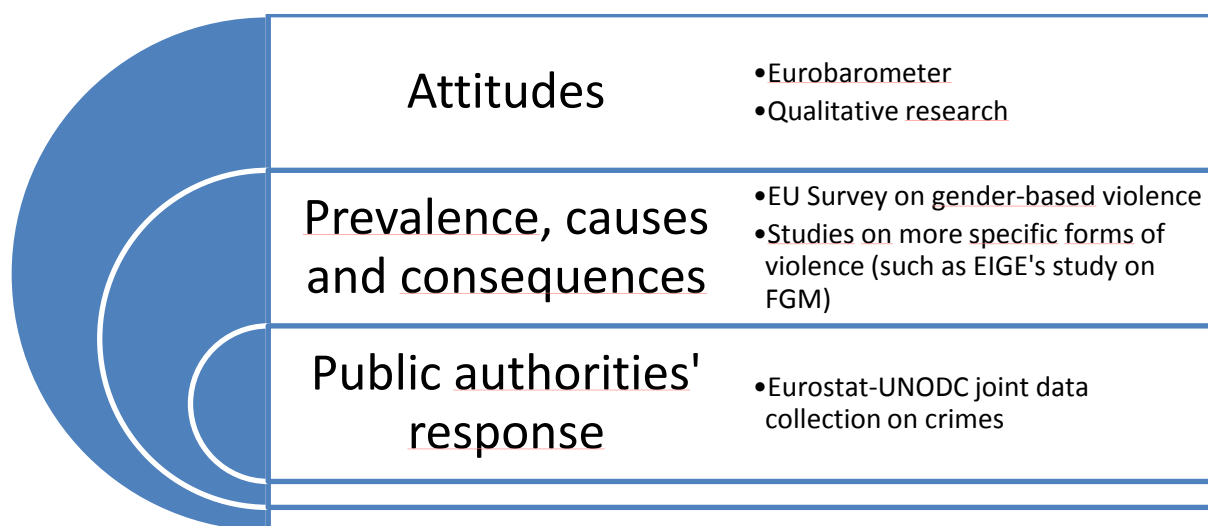 Attitudes
•Eurobarometer
•Qualitative research
Prevalence, causes
and consequences
•EU Survey on gender-based violence
•Studies on more specific forms of
violence (such as EIGE's study on
FGM)
Public authorities'
response
•Eurostat-UNODC joint data
collection on crimes